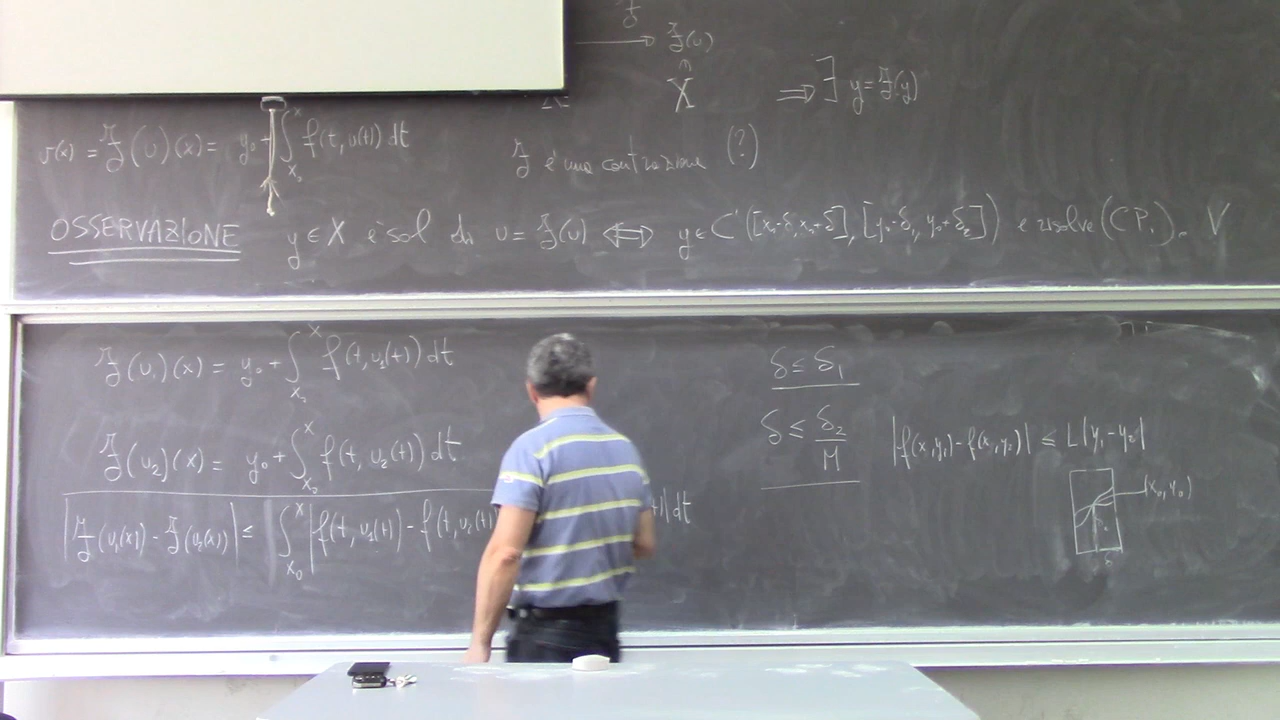 ℱ(u)
∩
X ⟹ ∃ y = ℱ(y)
v(x) = ℱ(u)(x) = y₀ + ∫_{x₀}^{x} f(t, u(t)) dt
ℱ è una contrazione (?)
OSSERVAZIONE y ∈ X è sol di u = ℱ(u) ⟺ y ∈ C'([x₀-δ, x₀+δ], [y₀-δ₂, y₀+δ₂]) e risolve (C P.). V
ℱ(u₁)(x) = y₀ + ∫_{x₀}^{x} f(t, u₁(t)) dt
ℱ(u₂)(x) = y₀ + ∫_{x₀}^{x} f(t, u₂(t)) dt
|ℱ(u₁(x)) - ℱ(u₂(x))| ≤ ∫_{x₀}^{x} |f(t, u₁(t)) - f(t, u₂(t)
t)| dt
δ ≤ δ₁
δ ≤ δ₂/M
|f(x, y₁) - f(x, y₂)| ≤ L|y₁ - y₂|
(x₀, y₀)